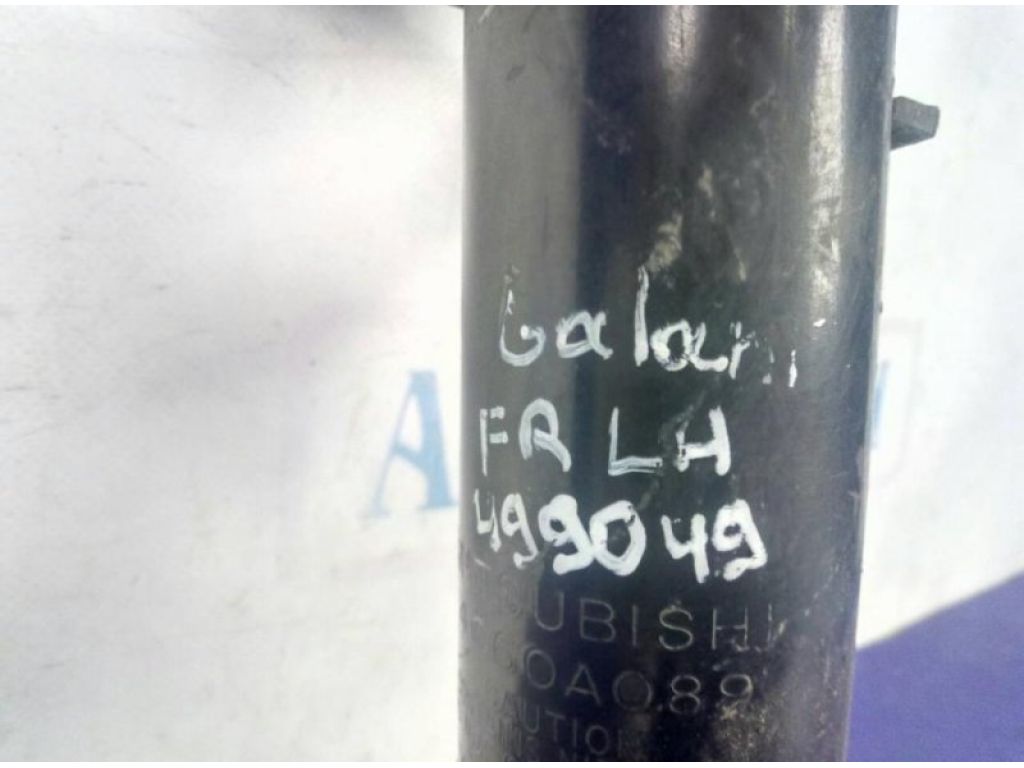 Galant
FR LH
499049
UBISHI
0A089
UTION